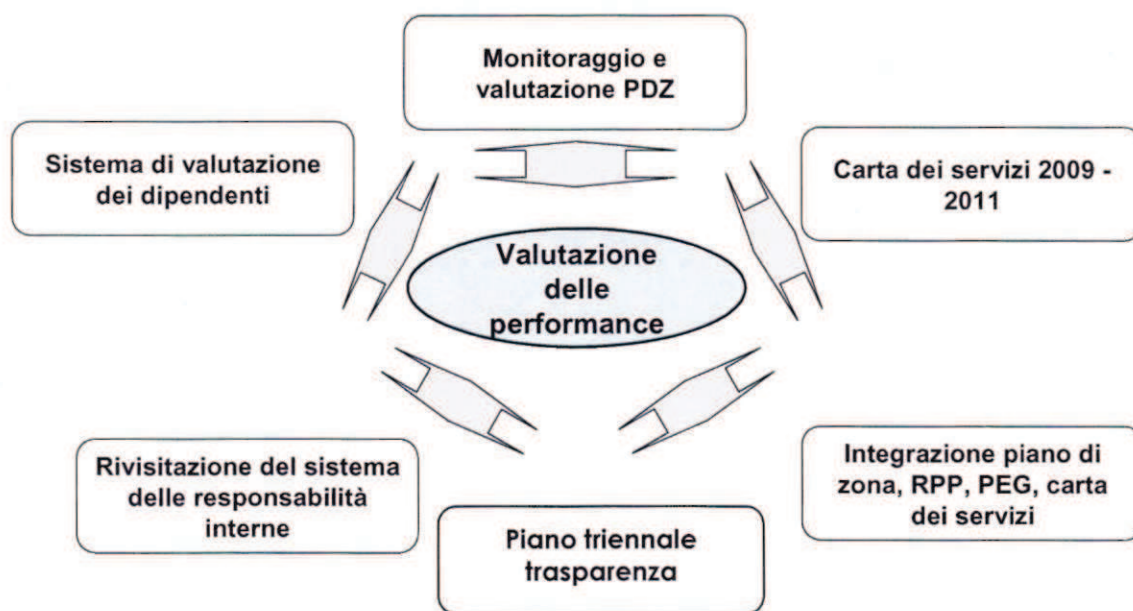 Monitoraggio e
valutazione PDZ
Sistema di valutazione
dei dipendenti
Carta dei servizi 2009 -
2011
Valutazione
delle
performance
Rivisitazione del sistema
delle responsabilità
interne
Integrazione piano di
zona, RPP, PEG, carta
dei servizi
Piano triennale
trasparenza